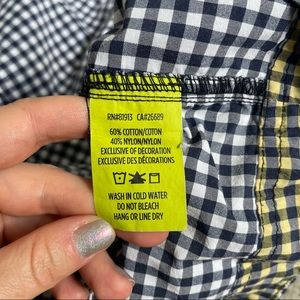 RN#81913 CA#26689
60% COTTON/COTON
40% NYLON/NYLON
EXCLUSIVE OF DECORATION
EXCLUSIVE DES DÉCORATIONS
WASH IN COLD WATER
DO NOT BLEACH
HANG OR LINE DRY